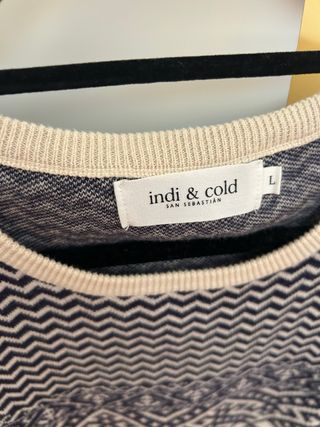 indi & cold
SAN SEBASTIÁN
L